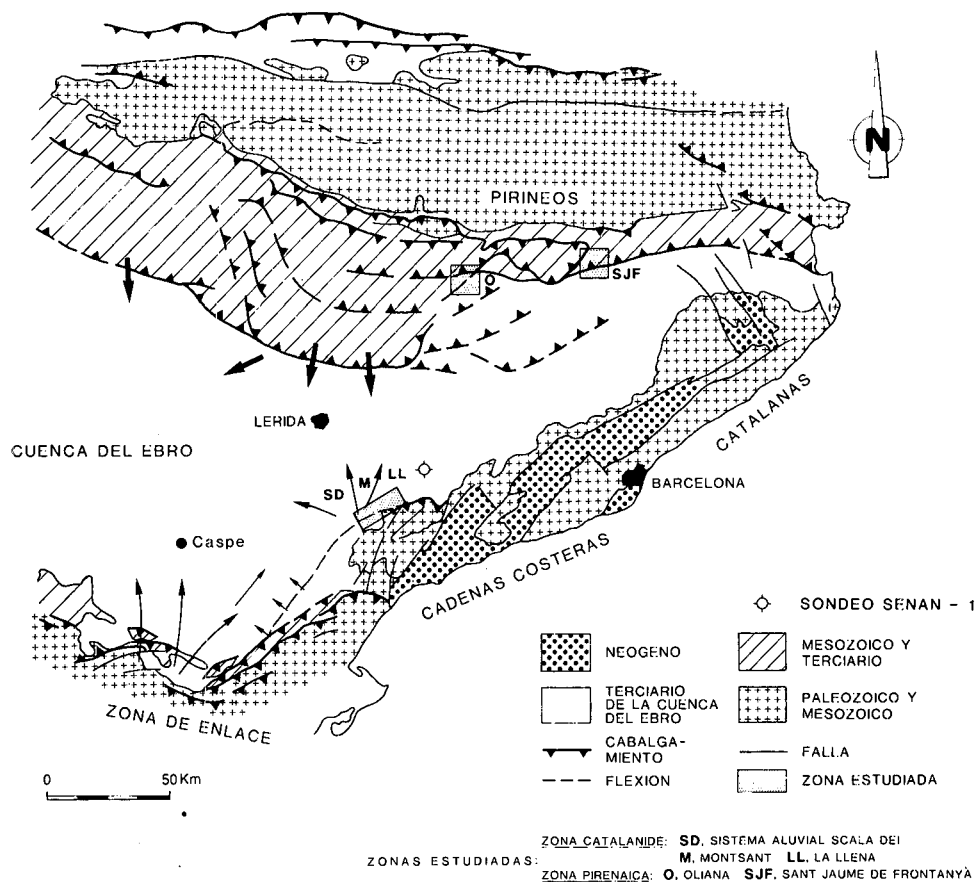 N
PIRINEOS
O
SJF
LERIDA
CUENCA DEL EBRO
LL
M
SD
CATALANAS
BARCELONA
Caspe
CADENAS COSTERAS
ZONA DE ENLACE
SONDEO SENAN - 1
NEOGENO
MESOZOICO Y
TERCIARIO
TERCIARIO
DE LA CUENCA
DEL EBRO
PALEOZOICO Y
MESOZOICO
CABALGA-
MIENTO
FALLA
FLEXION
ZONA ESTUDIADA
0 50 Km
ZONAS ESTUDIADAS:
ZONA CATALANIDE: SD, SISTEMA ALUVIAL SCALA DEI
M, MONTSANT LL, LA LLENA
ZONA PIRENAICA: O, OLIANA SJF, SANT JAUME DE FRONTANYÀ